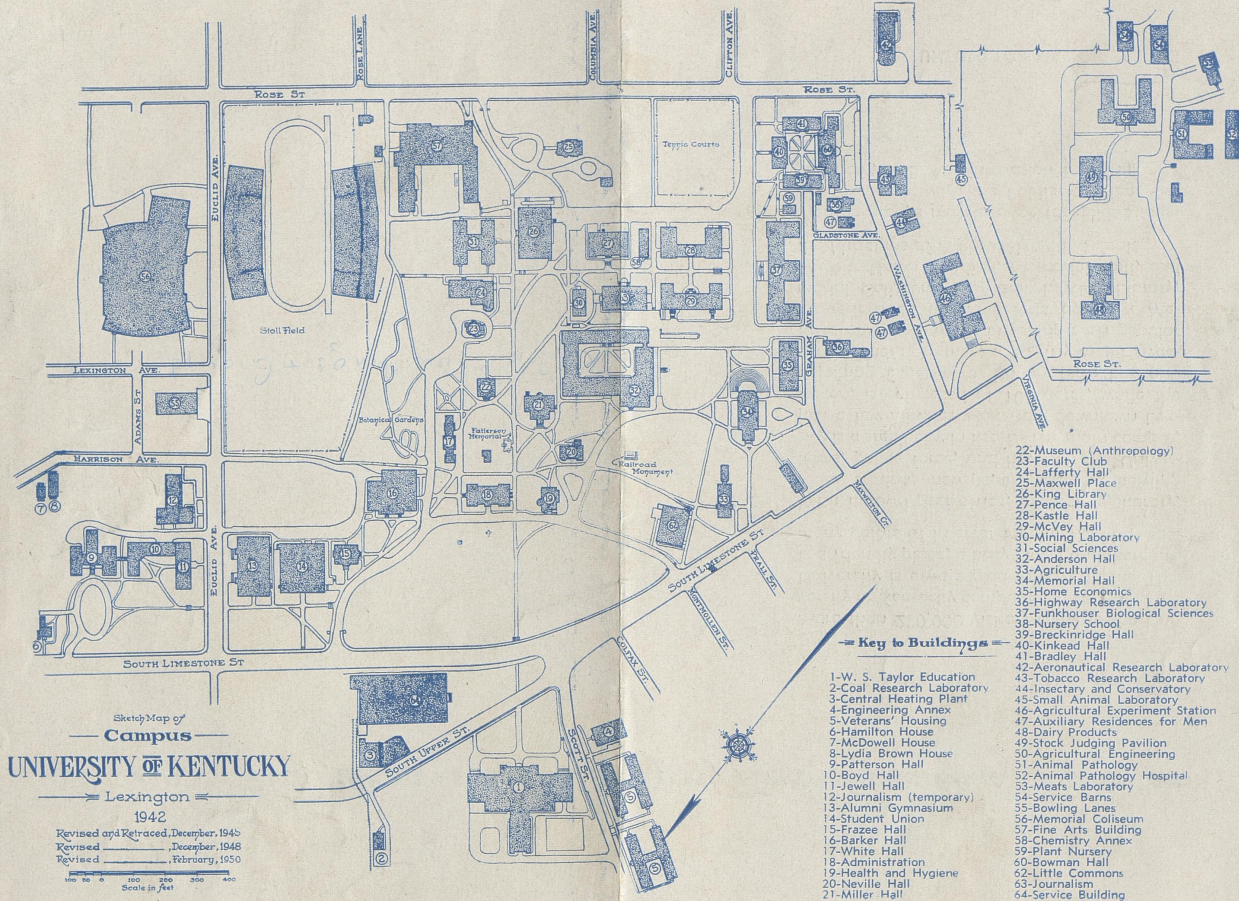 ROSE LANE
COLUMBIA AVE.
CLIFTON AVE.
ROSE ST
ROSE ST.
EUCLID AVE.
Tennis Courts
GLADSTONE AVE.
WASHINGTON AVE.
GRAHAM AVE.
Stoll Field
LEXINGTON AVE.
ADAMS ST
HARRISON AVE.
Botanical Gardens
Patterson
Memorial
Railroad
Monument
ROSE ST.
VIRGINIA AVE.
MAXWELTON CT.
EUCLID AVE.
SOUTH LIMESTONE ST
TRAIL ST.
MONTMULLEN ST.
COLFAX ST.
SOUTH LIMESTONE ST
SOUTH UPPER ST.
SCOTT ST.
Sketch Map of
Campus
UNIVERSITY OF KENTUCKY
Lexington
1942
Revised and Retraced, December, 1946
Revised , December, 1948
Revised , February, 1950
100 50 0 100 200 300 400
Scale in feet
Key to Buildings
1-W. S. Taylor Education
2-Coal Research Laboratory
3-Central Heating Plant
4-Engineering Annex
5-Veterans' Housing
6-Hamilton House
7-McDowell House
8-Lydia Brown House
9-Patterson Hall
10-Boyd Hall
11-Jewell Hall
12-Journalism (temporary)
13-Alumni Gymnasium
14-Student Union
15-Frazee Hall
16-Barker Hall
17-White Hall
18-Administration
19-Health and Hygiene
20-Neville Hall
21-Miller Hall
22-Museum (Anthropology)
23-Faculty Club
24-Lafferty Hall
25-Maxwell Place
26-King Library
27-Pence Hall
28-Kastle Hall
29-McVey Hall
30-Mining Laboratory
31-Social Sciences
32-Anderson Hall
33-Agriculture
34-Memorial Hall
35-Home Economics
36-Highway Research Laboratory
37-Funkhouser Biological Sciences
38-Nursery School
39-Breckinridge Hall
40-Kinkead Hall
41-Bradley Hall
42-Aeronautical Research Laboratory
43-Tobacco Research Laboratory
44-Insectary and Conservatory
45-Small Animal Laboratory
46-Agricultural Experiment Station
47-Auxiliary Residences for Men
48-Dairy Products
49-Stock Judging Pavilion
50-Agricultural Engineering
51-Animal Pathology
52-Animal Pathology Hospital
53-Meats Laboratory
54-Service Barns
55-Bowling Lanes
56-Memorial Coliseum
57-Fine Arts Building
58-Chemistry Annex
59-Plant Nursery
60-Bowman Hall
62-Little Commons
63-Journalism
64-Service Building